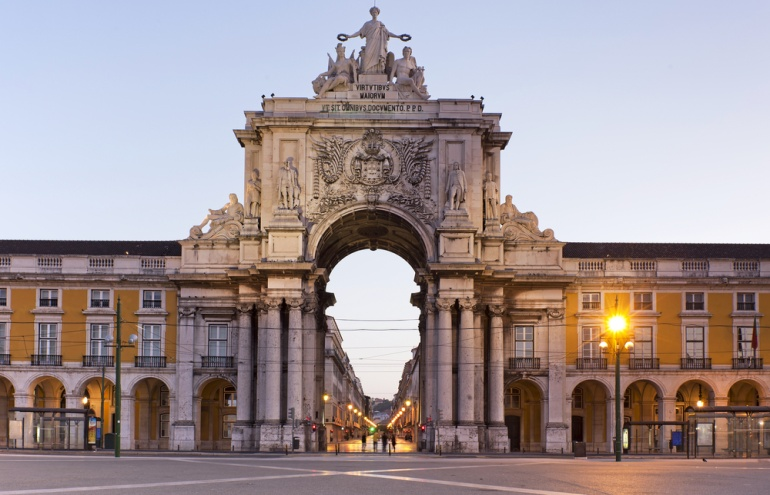 VIRTVTIBVS
MAIORVM
VT SIT OMNIBVS DOCVMENTO.P.P.D.